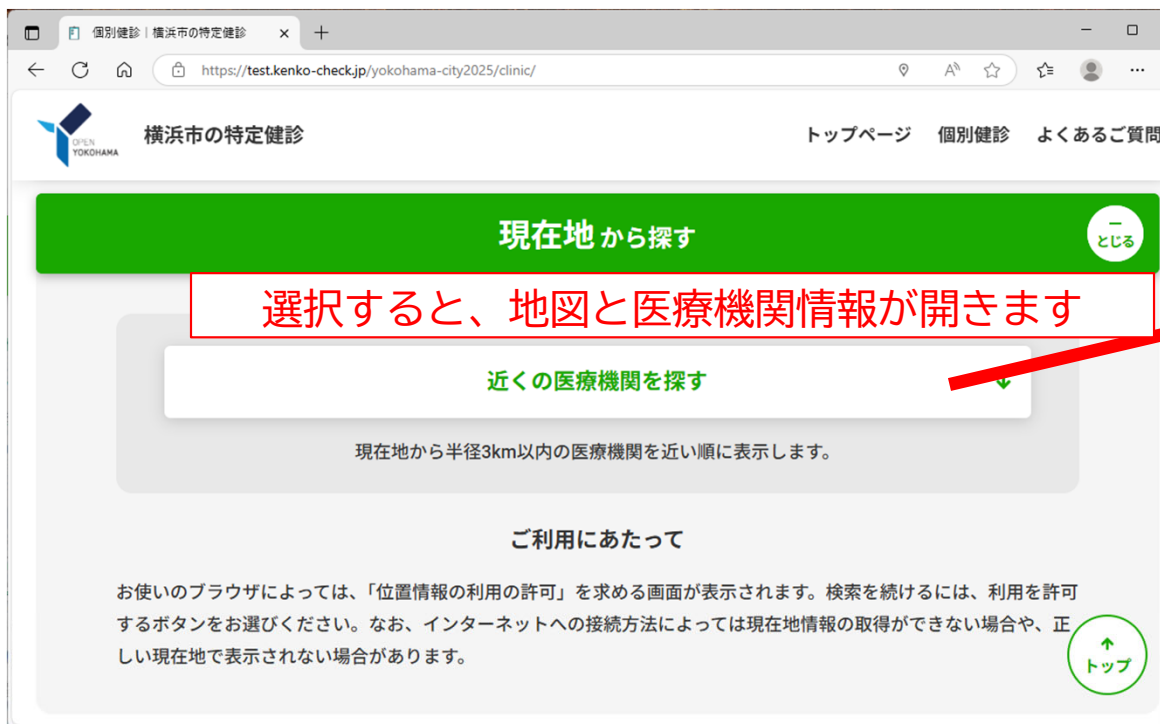 個別健診｜横浜市の特定健診
https://test.kenko-check.jp/yokohama-city2025/clinic/
OPEN
YOKOHAMA
横浜市の特定健診
トップページ 個別健診 よくあるご質問
現在地から探す
とじる
選択すると、地図と医療機関情報が開きます
近くの医療機関を探す
現在地から半径3km以内の医療機関を近い順に表示します。
ご利用にあたって
お使いのブラウザによっては、「位置情報の利用の許可」を求める画面が表示されます。検索を続けるには、利用を許可
するボタンをお選びください。なお、インターネットへの接続方法によっては現在地情報の取得ができない場合や、正
しい現在地で表示されない場合があります。
トップ